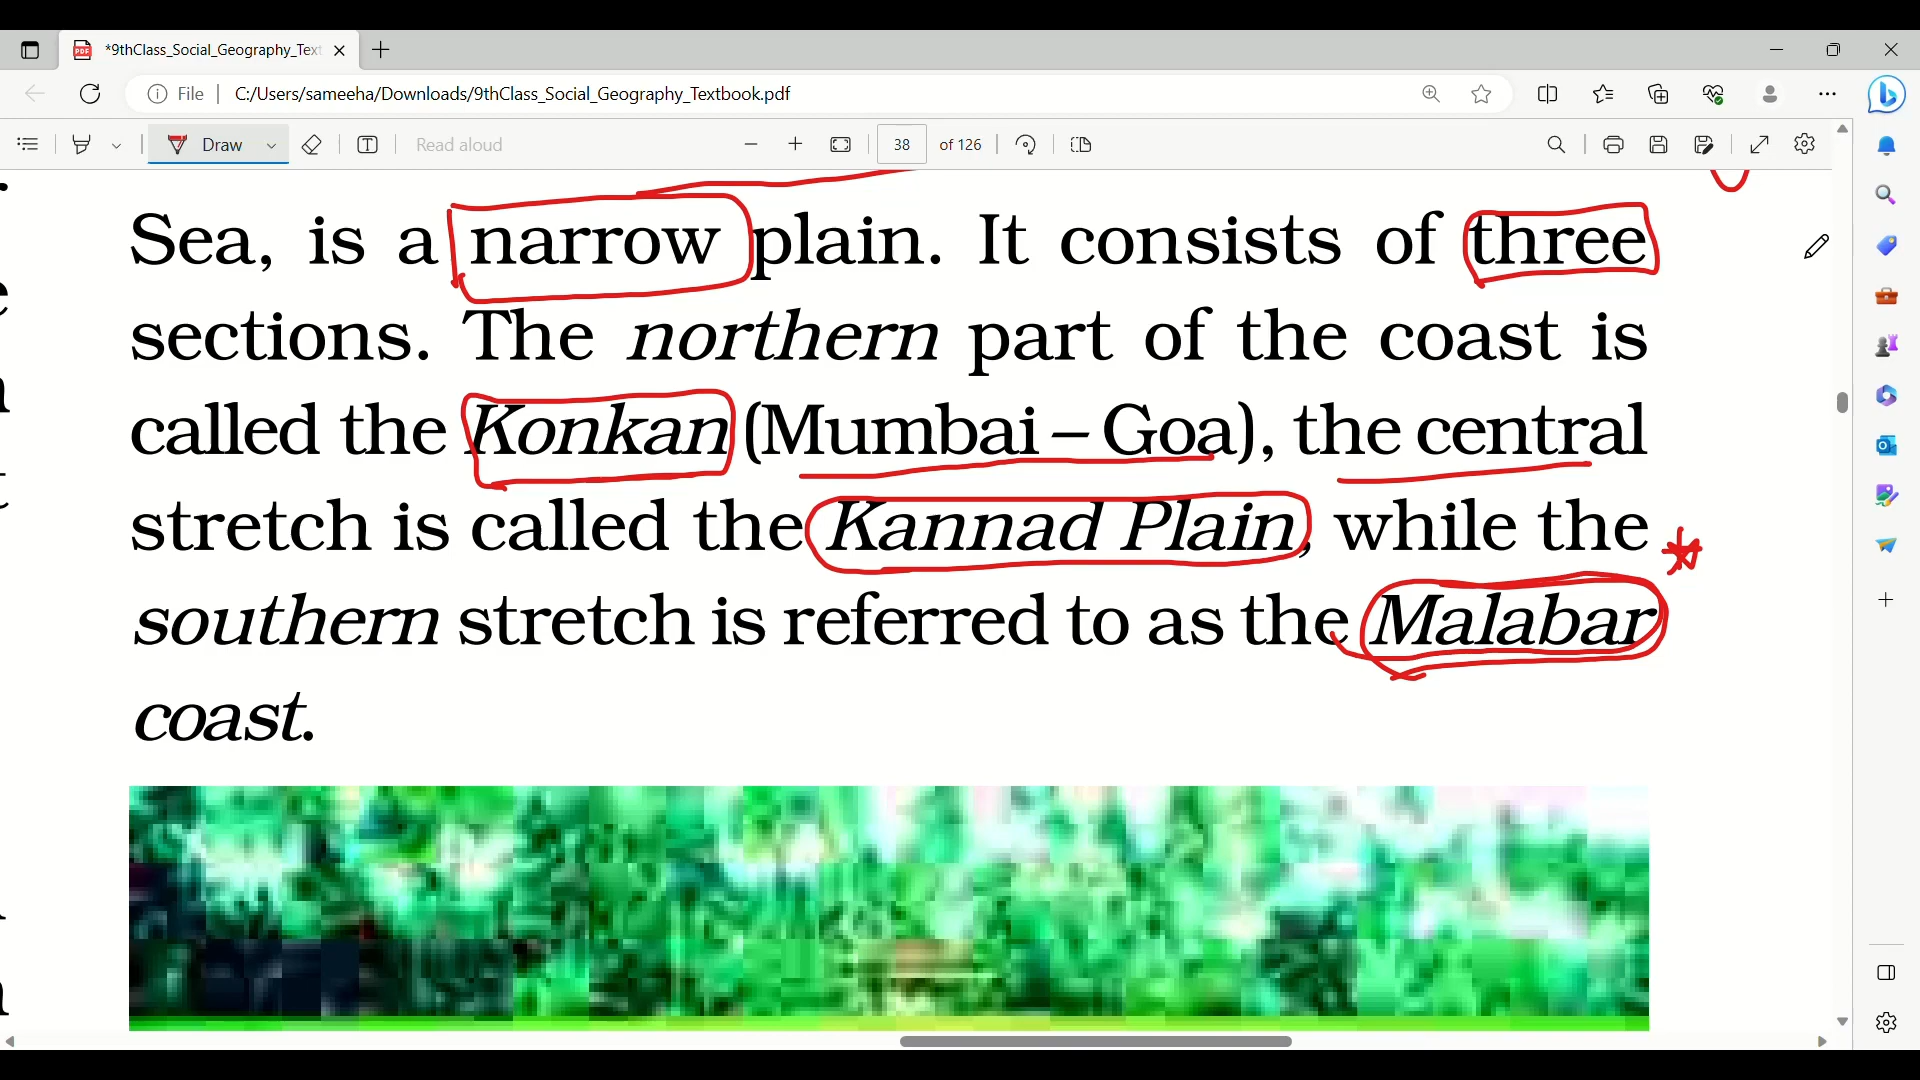 *9thClass_Social_Geography_Text
File
C:/Users/sameeha/Downloads/9thClass_Social_Geography_Textbook.pdf
Draw
Read aloud
38
of 126
Sea, is a narrow plain. It consists of three
sections. The northern part of the coast is
called the Konkan (Mumbai – Goa), the central
stretch is called the Kannad Plain, while the
southern stretch is referred to as the Malabar
coast.